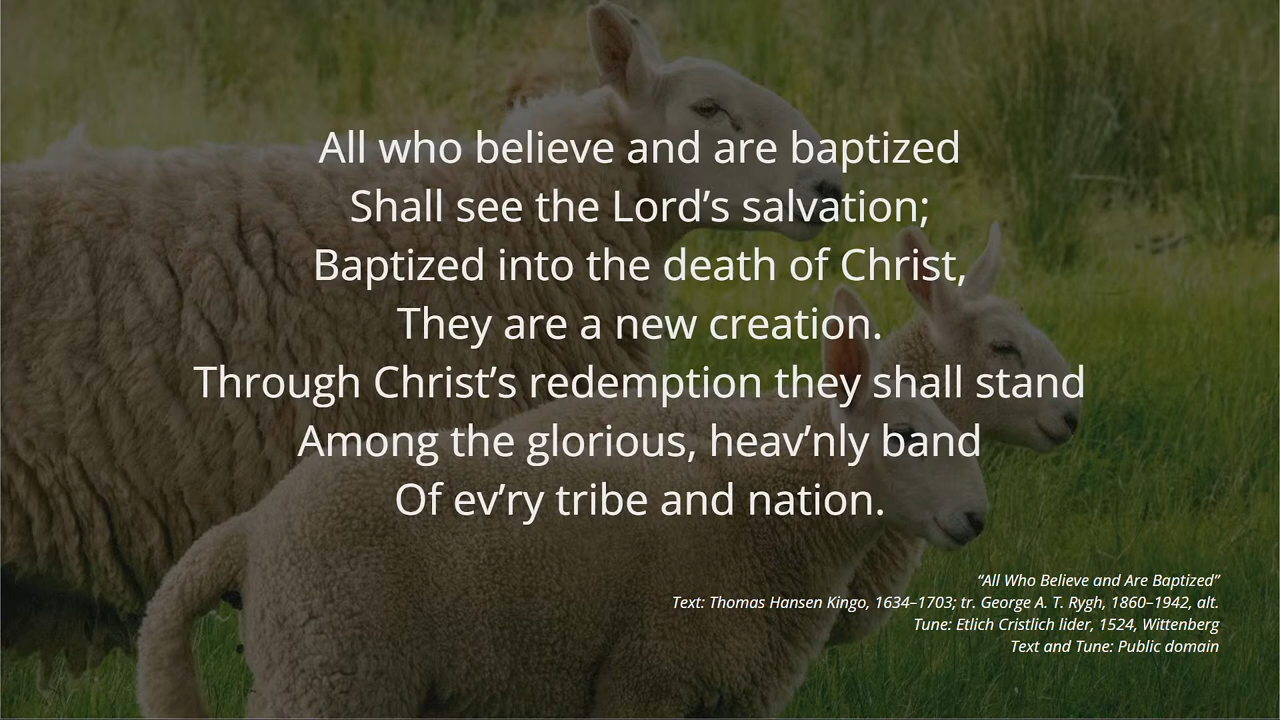 All who believe and are baptized
Shall see the Lord’s salvation;
Baptized into the death of Christ,
They are a new creation.
Through Christ’s redemption they shall stand
Among the glorious, heav’nly band
Of ev’ry tribe and nation.
“All Who Believe and Are Baptized”
Text: Thomas Hansen Kingo, 1634–1703; tr. George A. T. Rygh, 1860–1942, alt.
Tune: Etlich Cristlich lider, 1524, Wittenberg
Text and Tune: Public domain